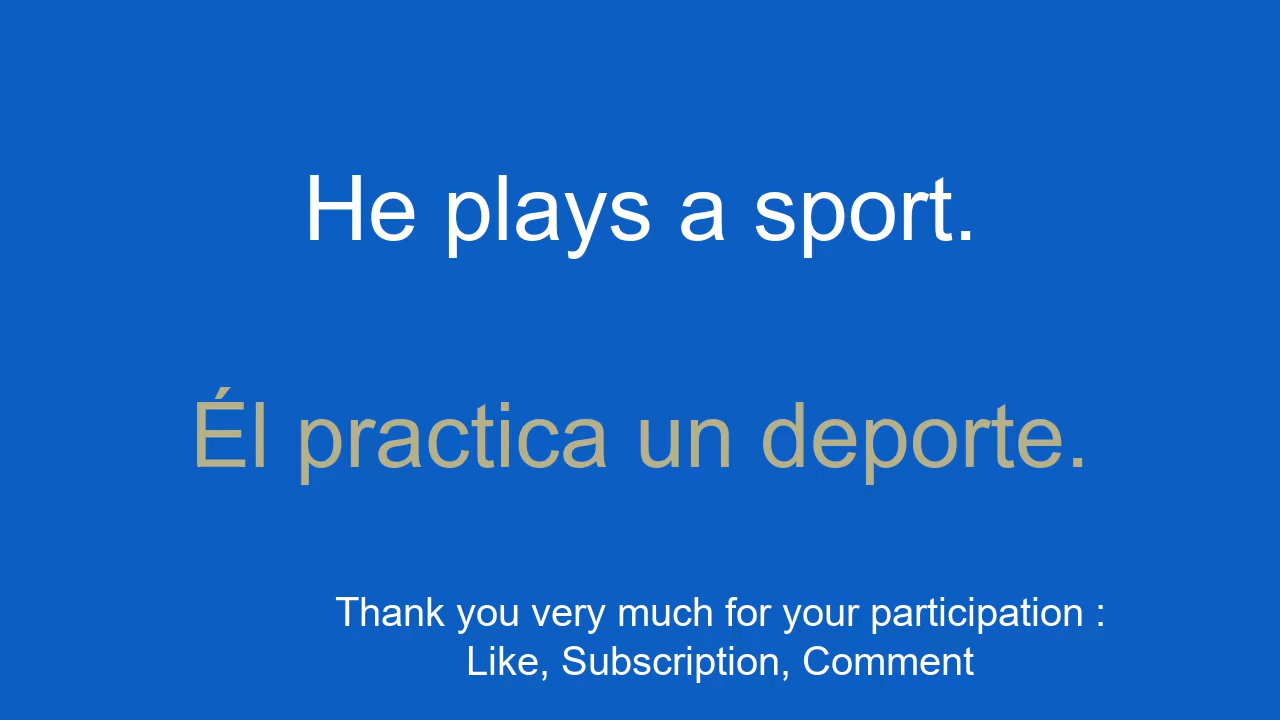 He plays a sport.
Él practica un deporte.
Thank you very much for your participation :
Like, Subscription, Comment